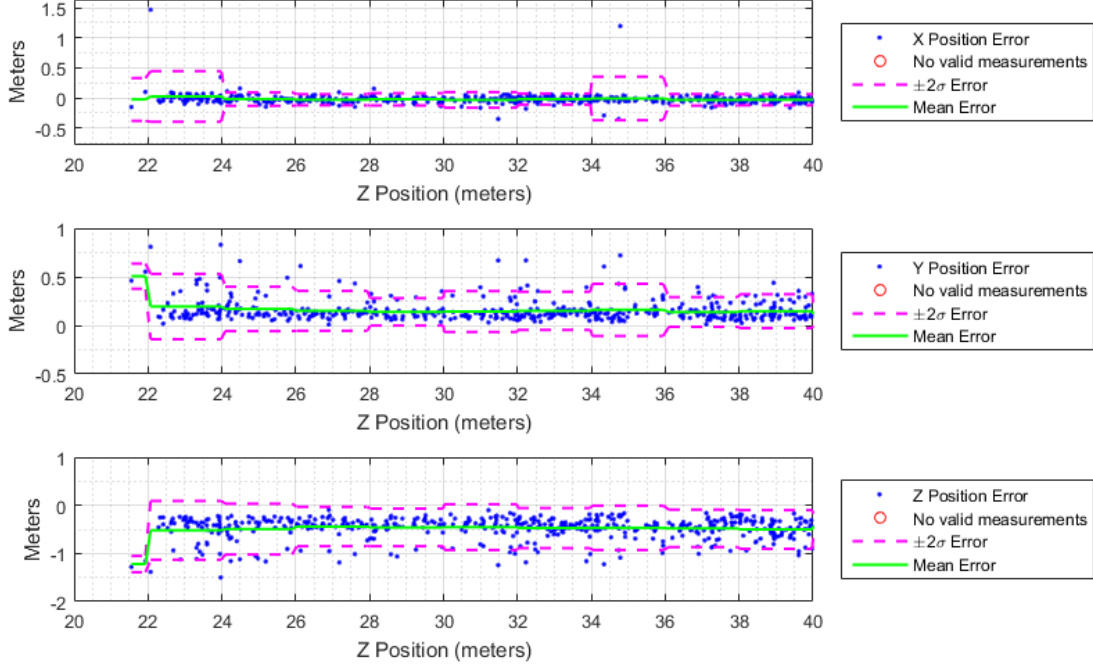 1.5
1
0.5
0
-0.5
Meters
20 22 24 26 28 30 32 34 36 38 40
Z Position (meters)
X Position Error
No valid measurements
±2σ Error
Mean Error
1
0.5
0
-0.5
Meters
20 22 24 26 28 30 32 34 36 38 40
Z Position (meters)
Y Position Error
No valid measurements
±2σ Error
Mean Error
1
0
-1
-2
Meters
20 22 24 26 28 30 32 34 36 38 40
Z Position (meters)
Z Position Error
No valid measurements
±2σ Error
Mean Error